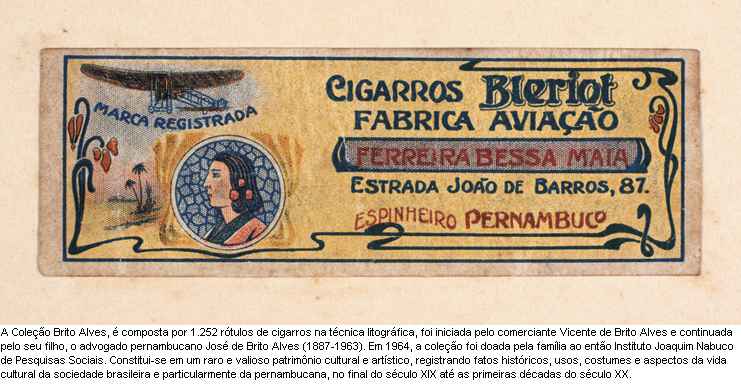 MARCA REGISTRADA
CIGARROS Bleriot
FABRICA AVIAÇÃO
FERREIRA BESSA MAIA
ESTRADA JOÃO DE BARROS, 87.
ESPINHEIRO PERNAMBUCO
A Coleção Brito Alves, é composta por 1.252 rótulos de cigarros na técnica litográfica, foi iniciada pelo comerciante Vicente de Brito Alves e continuada
pelo seu filho, o advogado pernambucano José de Brito Alves (1887-1963). Em 1964, a coleção foi doada pela família ao então Instituto Joaquim Nabuco
de Pesquisas Sociais. Constitui-se em um raro e valioso patrimônio cultural e artístico, registrando fatos históricos, usos, costumes e aspectos da vida
cultural da sociedade brasileira e particularmente da pernambucana, no final do século XIX até as primeiras décadas do século XX.